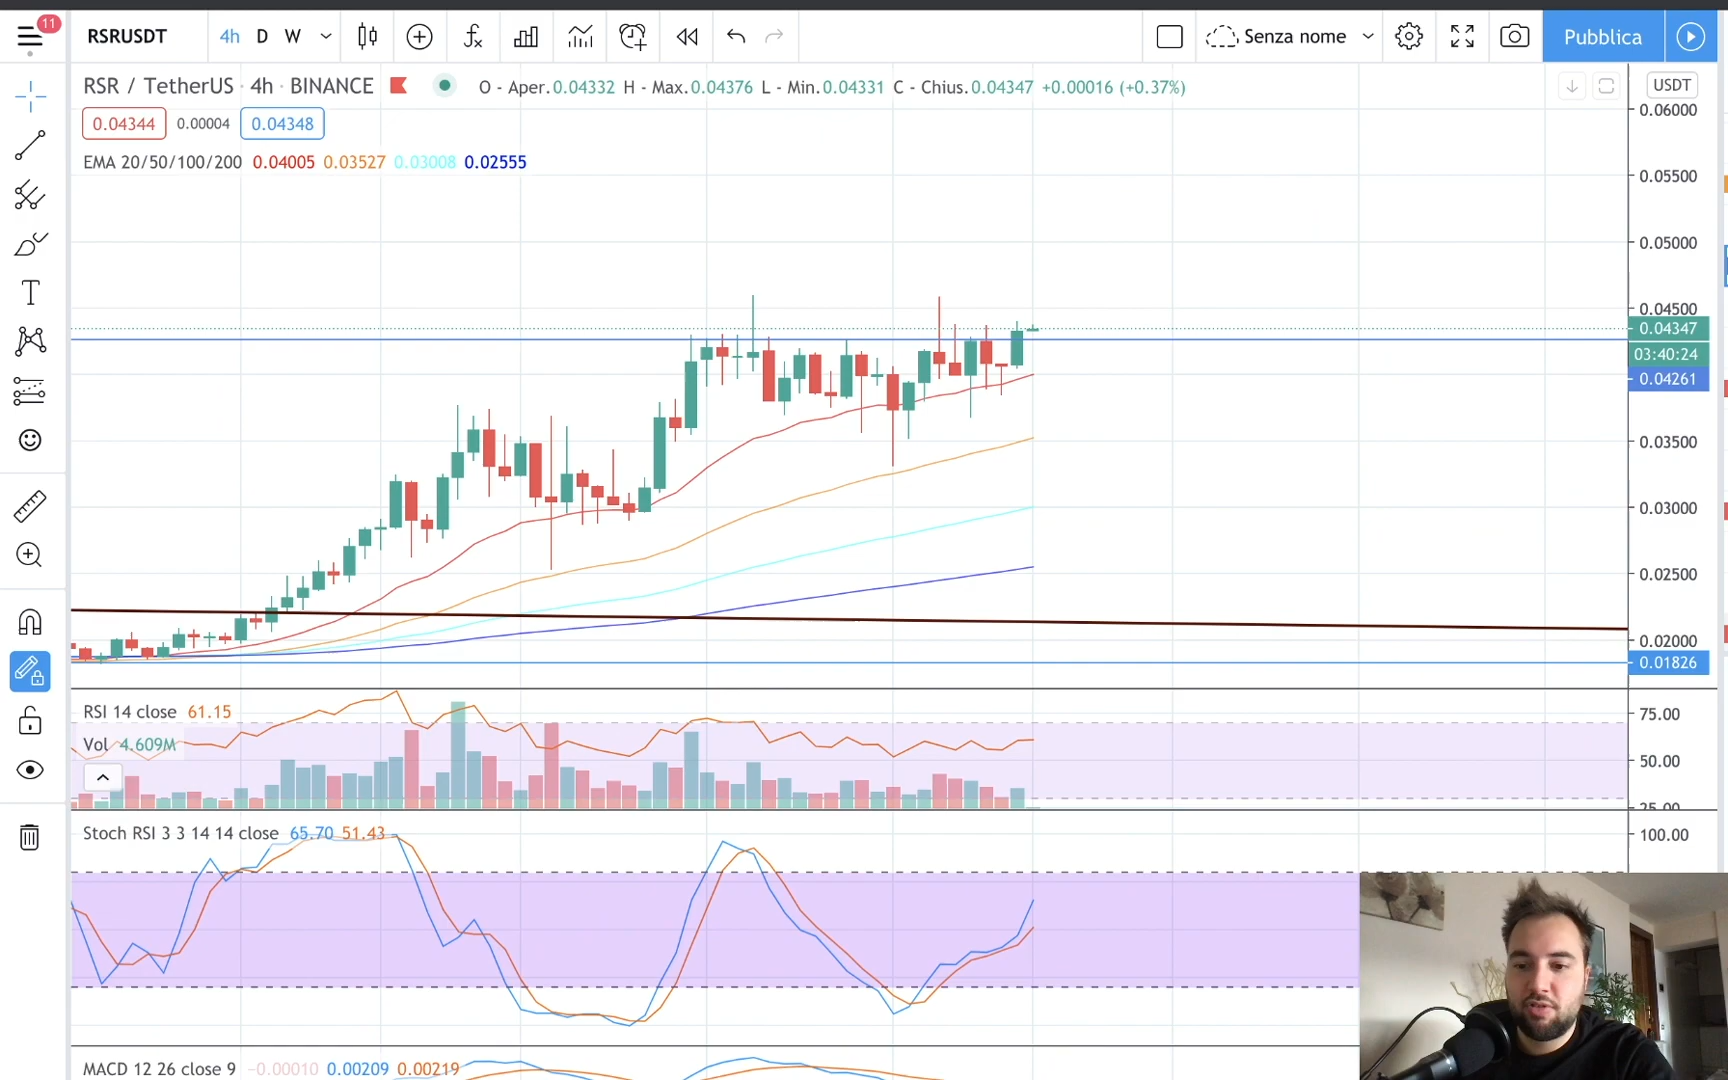 11
RSRUSDT 4h D W Senza nome Pubblica
RSR / TetherUS · 4h · BINANCE O - Aper.0.04332 H - Max.0.04376 L - Min.0.04331 C - Chius.0.04347 +0.00016 (+0.37%) USDT
0.04344 0.00004 0.04348
EMA 20/50/100/200 0.04005 0.03527 0.03008 0.02555
0.06000
0.05500
0.05000
0.04500
0.04347
03:40:24
0.04261
0.03500
0.03000
0.02500
0.02000
0.01826
RSI 14 close 61.15
75.00
Vol 4.609M
50.00
25.00
Stoch RSI 3 3 14 14 close 65.70 51.43
100.00
MACD 12 26 close 9 −0.00010 0.00209 0.00219